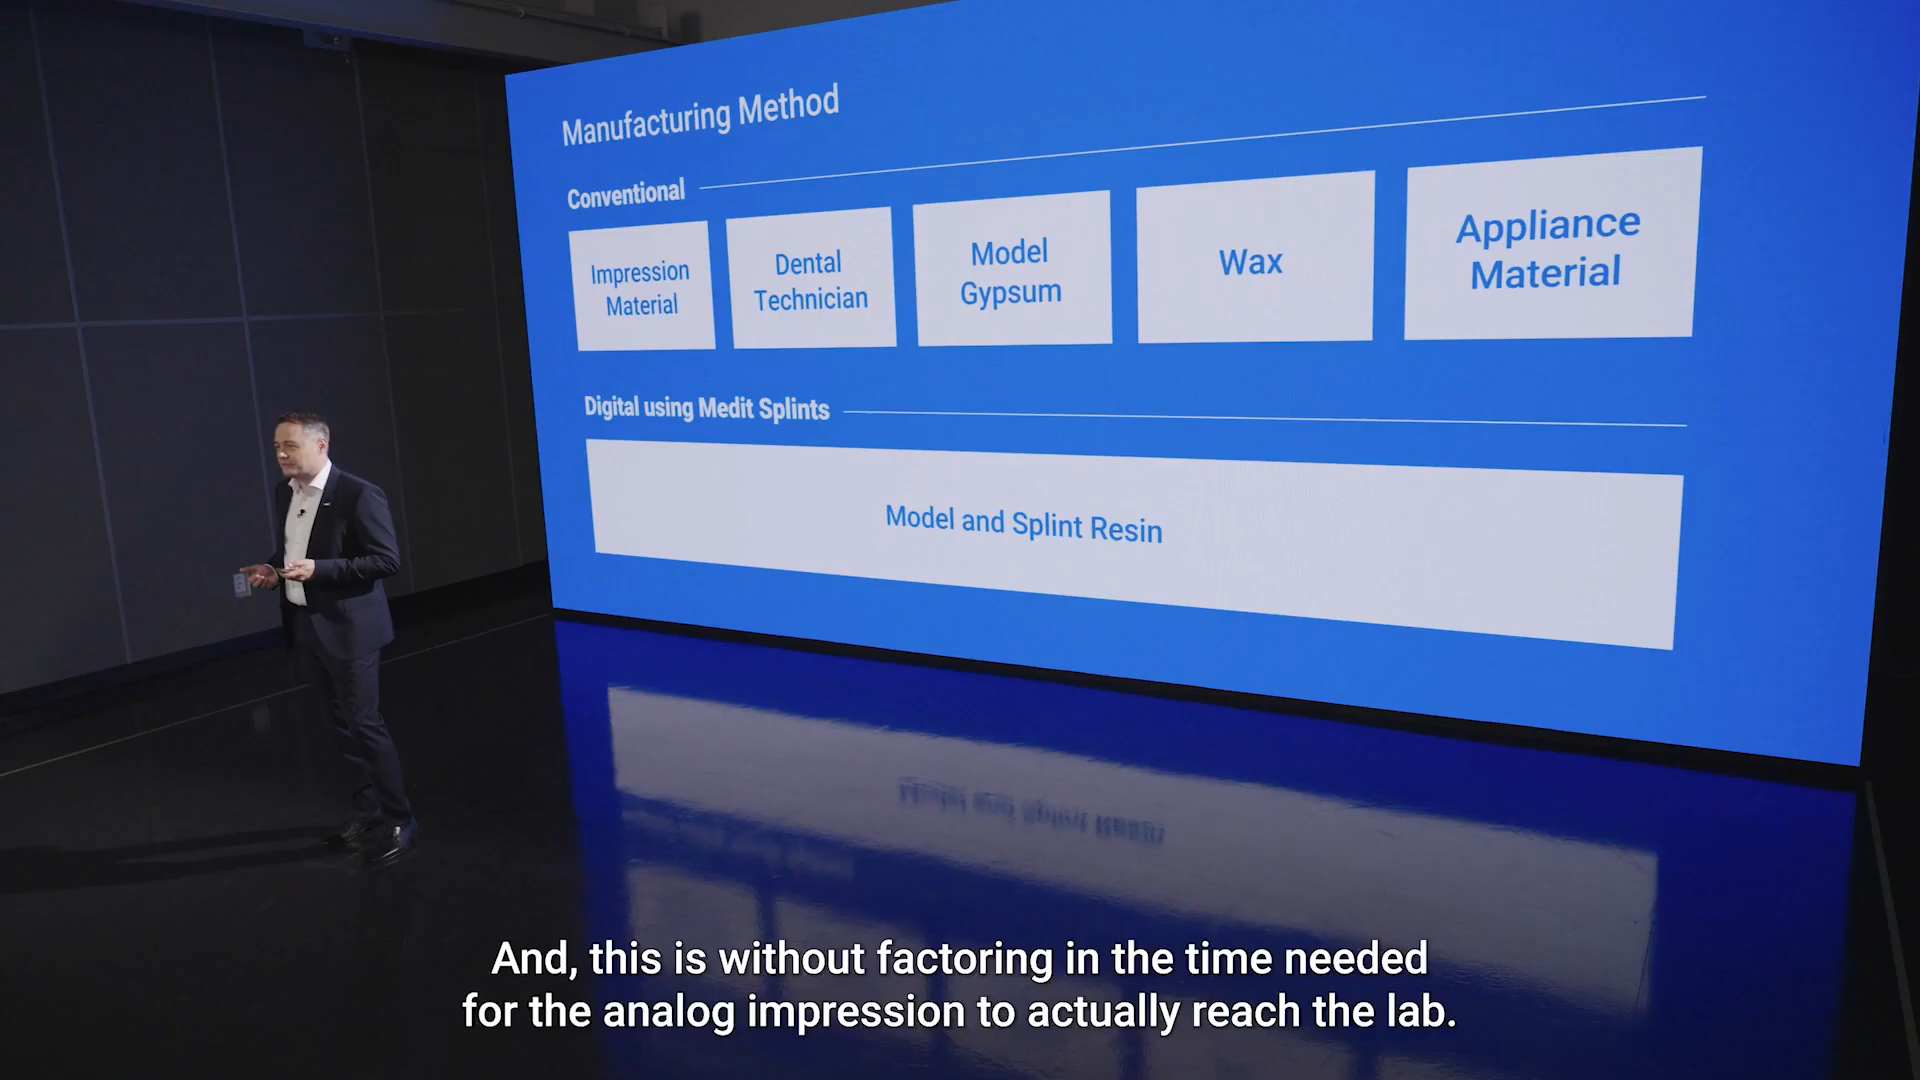 Manufacturing Method
Conventional
Impression
Material
Dental
Technician
Model
Gypsum
Wax
Appliance
Material
Digital using Medit Splints
Model and Splint Resin
And, this is without factoring in the time needed
for the analog impression to actually reach the lab.